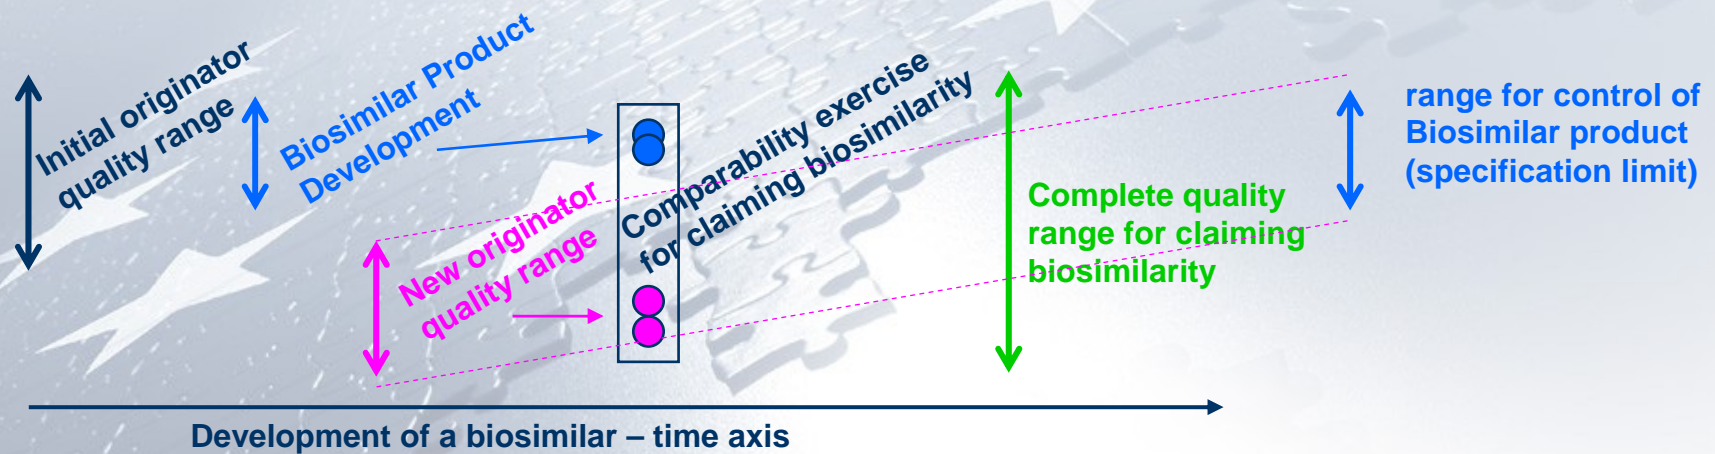 Initial originator
quality range
Biosimilar Product
Development
New originator
quality range
Comparability exercise
for claiming biosimilarity
Complete quality
range for claiming
biosimilarity
range for control of
Biosimilar product
(specification limit)
Development of a biosimilar – time axis